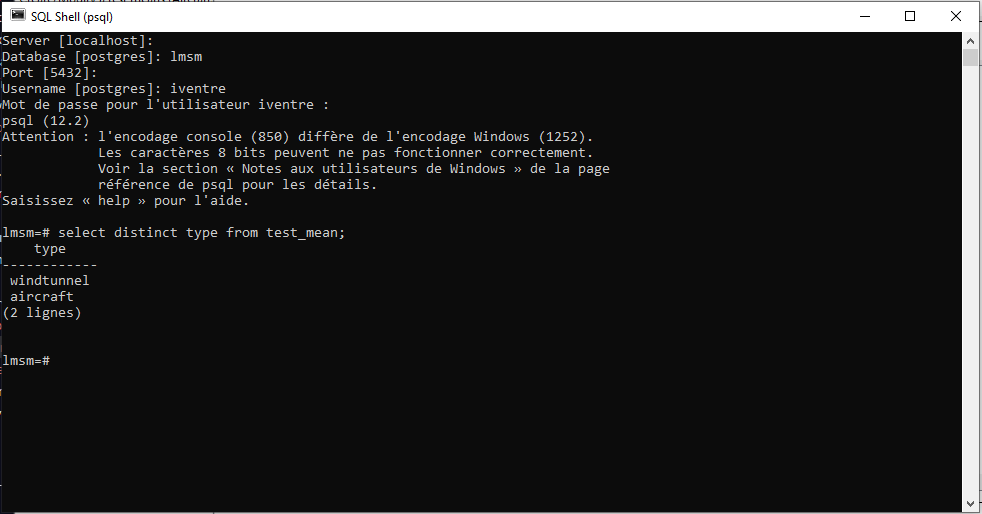 SQL Shell (psql)
Server [localhost]:
Database [postgres]: lmsm
Port [5432]:
Username [postgres]: iventre
Mot de passe pour l'utilisateur iventre :
psql (12.2)
Attention : l'encodage console (850) diffère de l'encodage Windows (1252).
Les caractères 8 bits peuvent ne pas fonctionner correctement.
Voir la section « Notes aux utilisateurs de Windows » de la page
référence de psql pour les détails.
Saisissez « help » pour l'aide.
lmsm=# select distinct type from test_mean;
type
------------
windtunnel
aircraft
(2 lignes)
lmsm=#